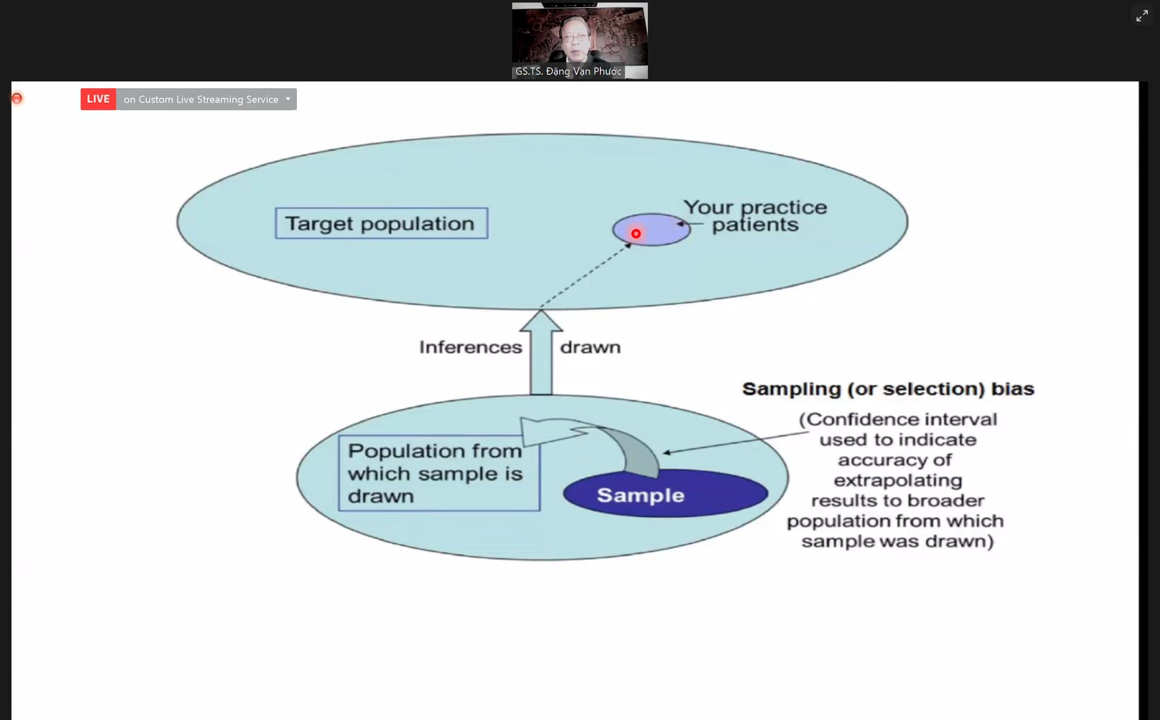 GS.TS. Đặng Vạn Phước
LIVE on Custom Live Streaming Service
Target population
Your practice
patients
Inferences drawn
Sampling (or selection) bias
(Confidence interval
used to indicate
accuracy of
extrapolating
results to broader
population from which
sample was drawn)
Population from
which sample is
drawn
Sample